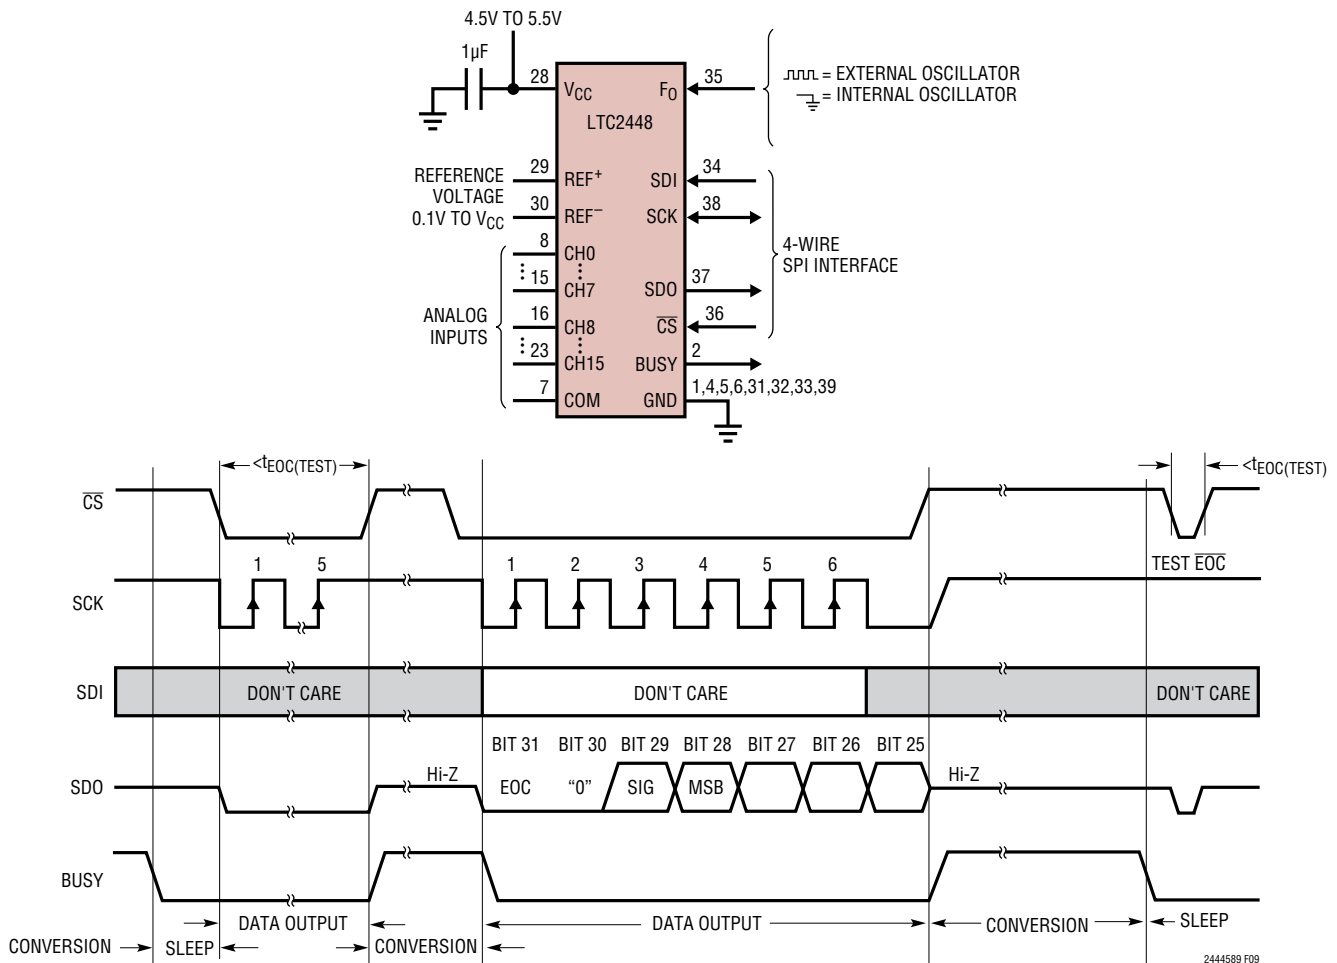 4.5V TO 5.5V
1µF
28
VCC
FO
35
= EXTERNAL OSCILLATOR
= INTERNAL OSCILLATOR
LTC2448
REFERENCE
VOLTAGE
0.1V TO VCC
29
REF+
30
REF–
SDI
34
SCK
38
4-WIRE
SPI INTERFACE
ANALOG
INPUTS
8
CH0
15
CH7
16
CH8
23
CH15
7
COM
SDO
37
CS
36
BUSY
2
GND
1,4,5,6,31,32,33,39
<tEOC(TEST)
<tEOC(TEST)
CS
TEST EOC
SCK
1
5
1
2
3
4
5
6
SDI
DON'T CARE
DON'T CARE
DON'T CARE
BIT 31
BIT 30
BIT 29
BIT 28
BIT 27
BIT 26
BIT 25
SDO
Hi-Z
EOC
“0”
SIG
MSB
Hi-Z
BUSY
CONVERSION
SLEEP
DATA OUTPUT
CONVERSION
DATA OUTPUT
CONVERSION
SLEEP
2444589 F09